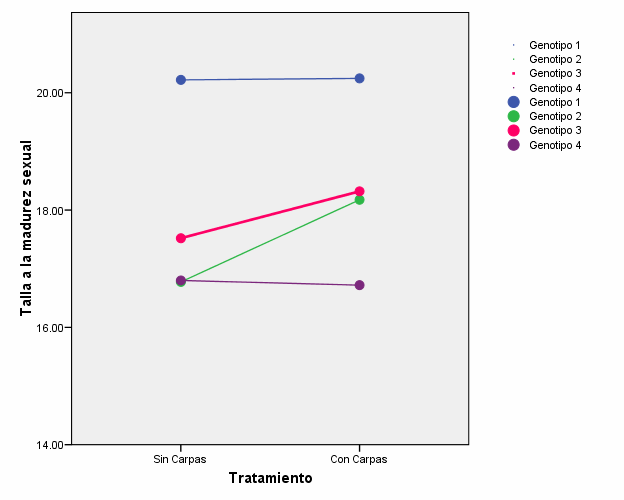 Talla a la madurez sexual
20.00
18.00
16.00
14.00
Sin Carpas
Con Carpas
Tratamiento
Genotipo 1
Genotipo 2
Genotipo 3
Genotipo 4
Genotipo 1
Genotipo 2
Genotipo 3
Genotipo 4